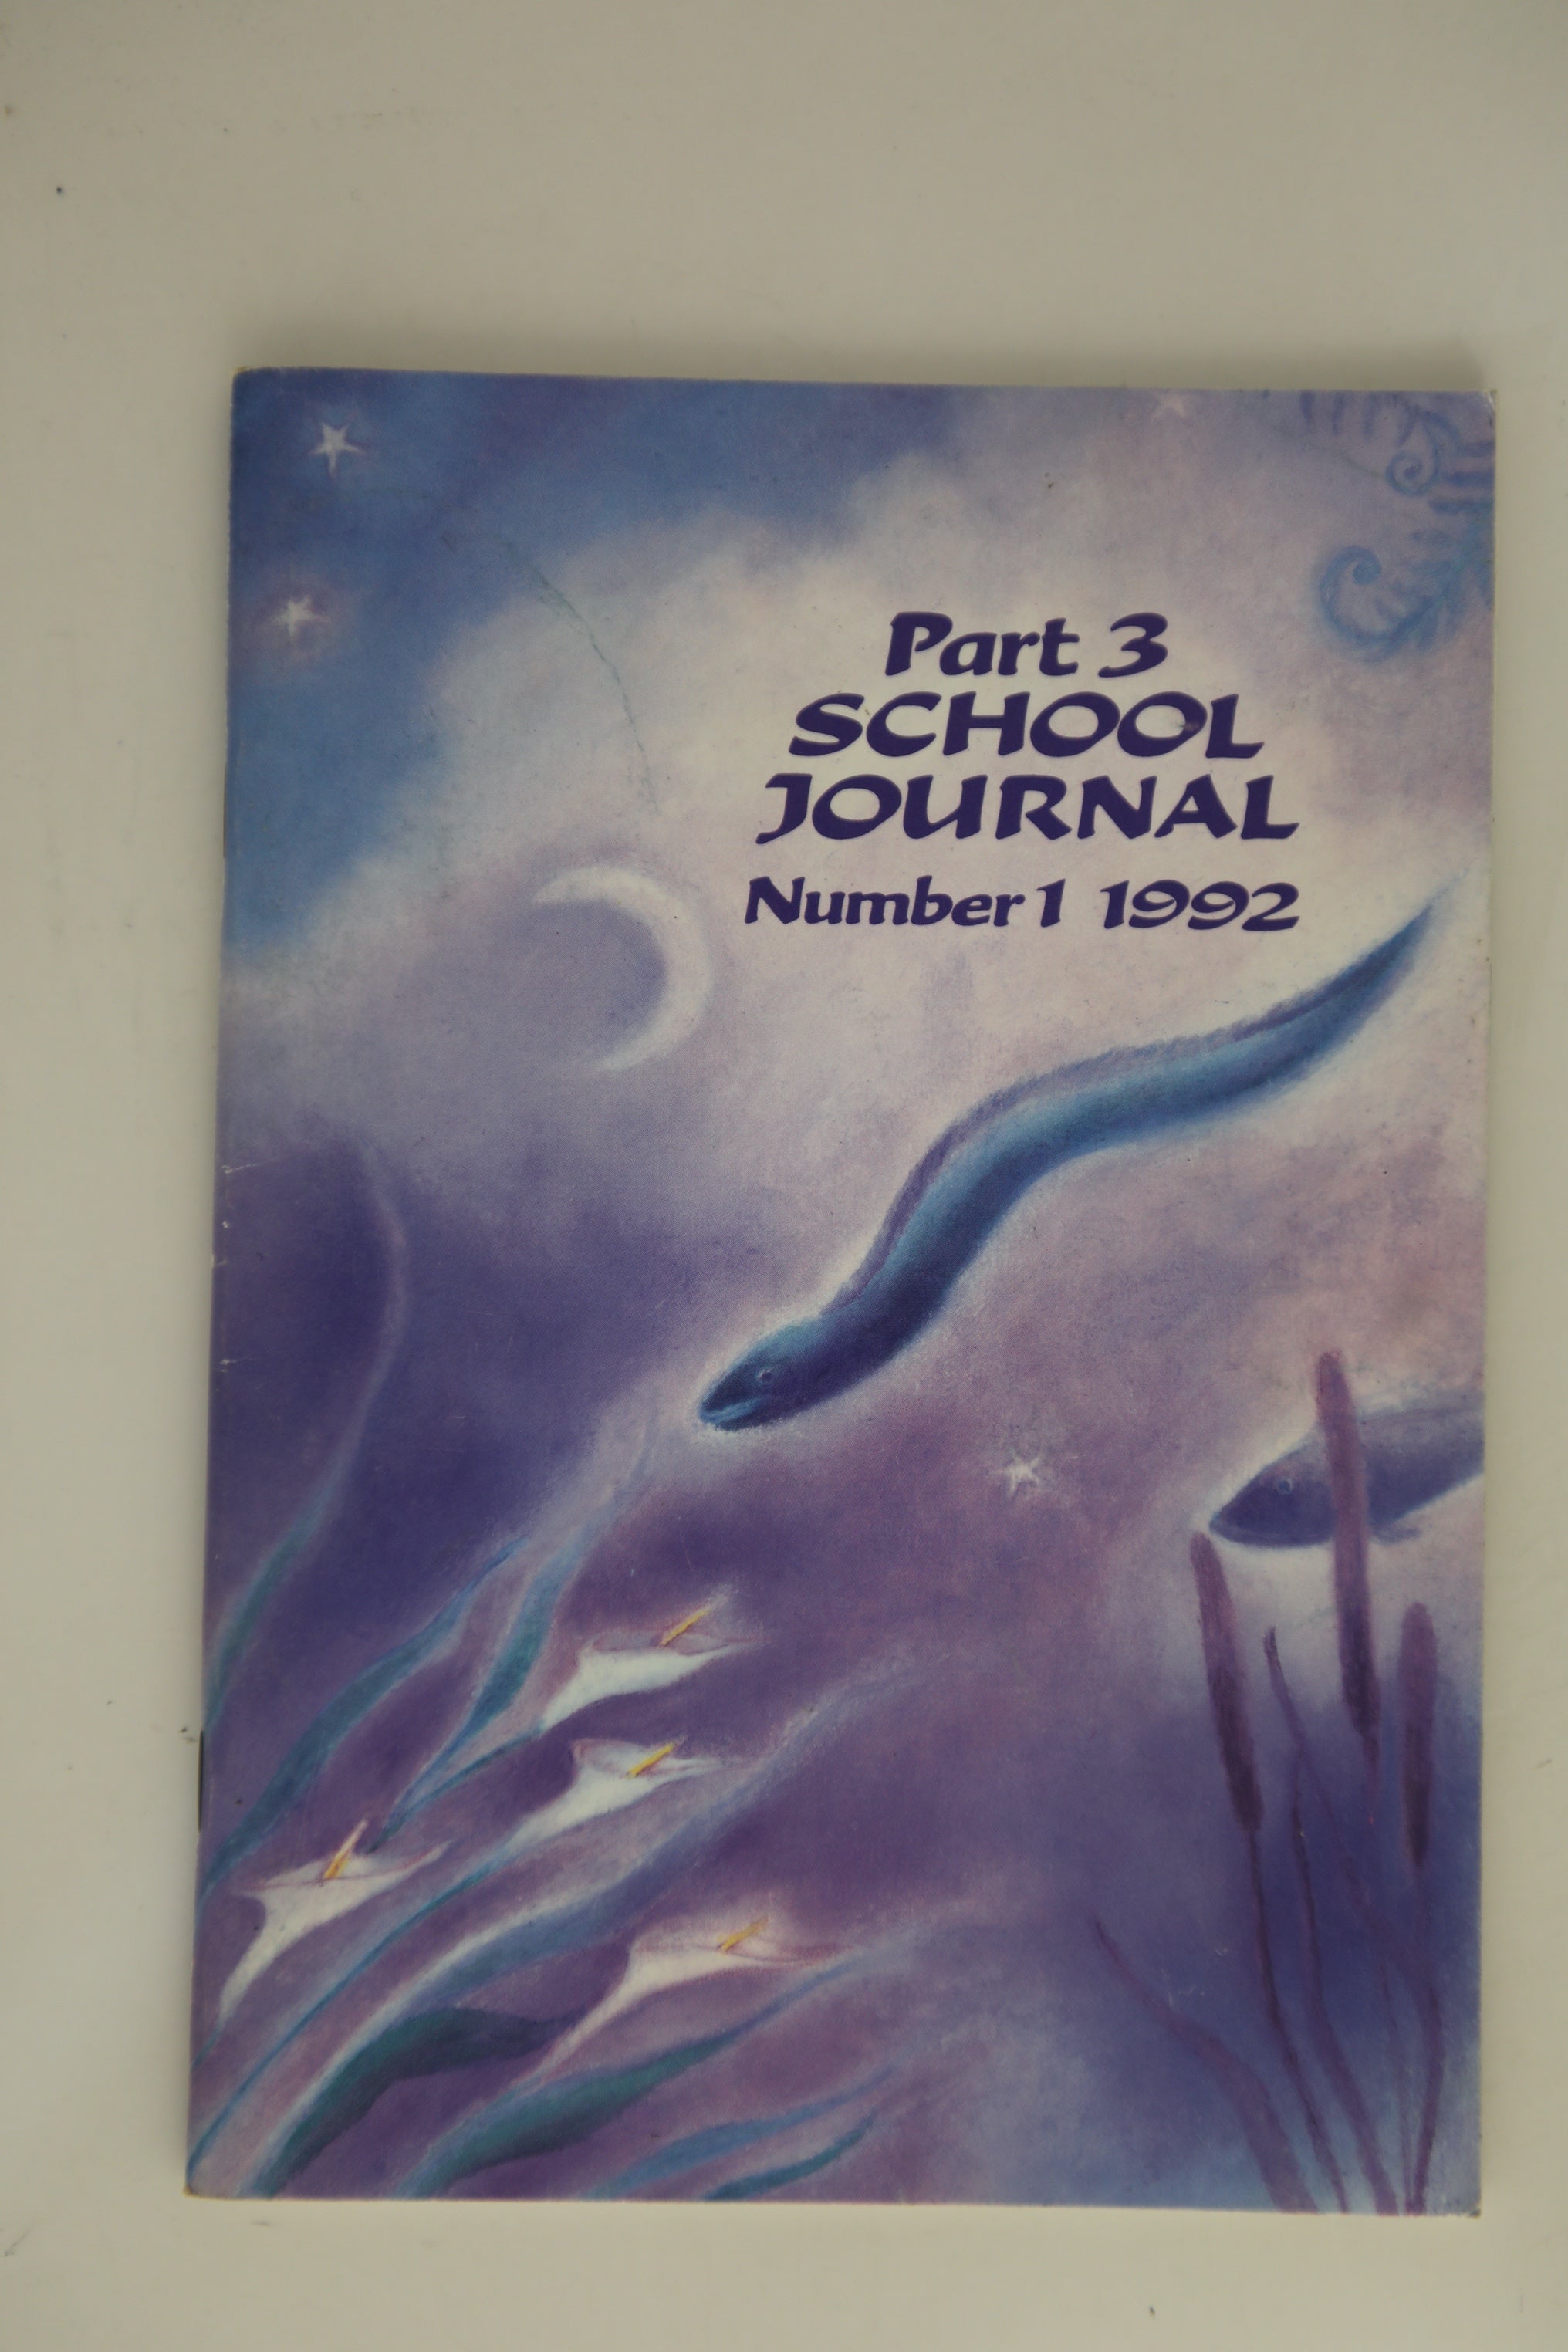 Part 3
SCHOOL
JOURNAL
Number 1 1992